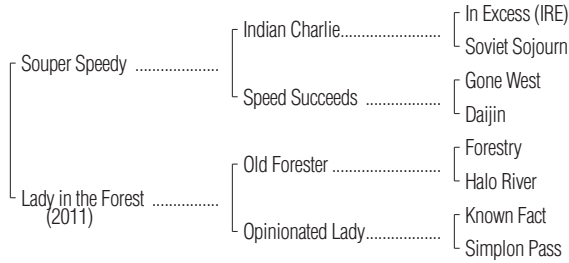 In Excess (IRE)
Indian Charlie....................
Soviet Sojourn
Souper Speedy ..................
Gone West
Speed Succeeds ................
Daijin
Forestry
Old Forester .......................
Halo River
Lady in the Forest ..............
(2011)
Known Fact
Opinionated Lady................
Simplon Pass